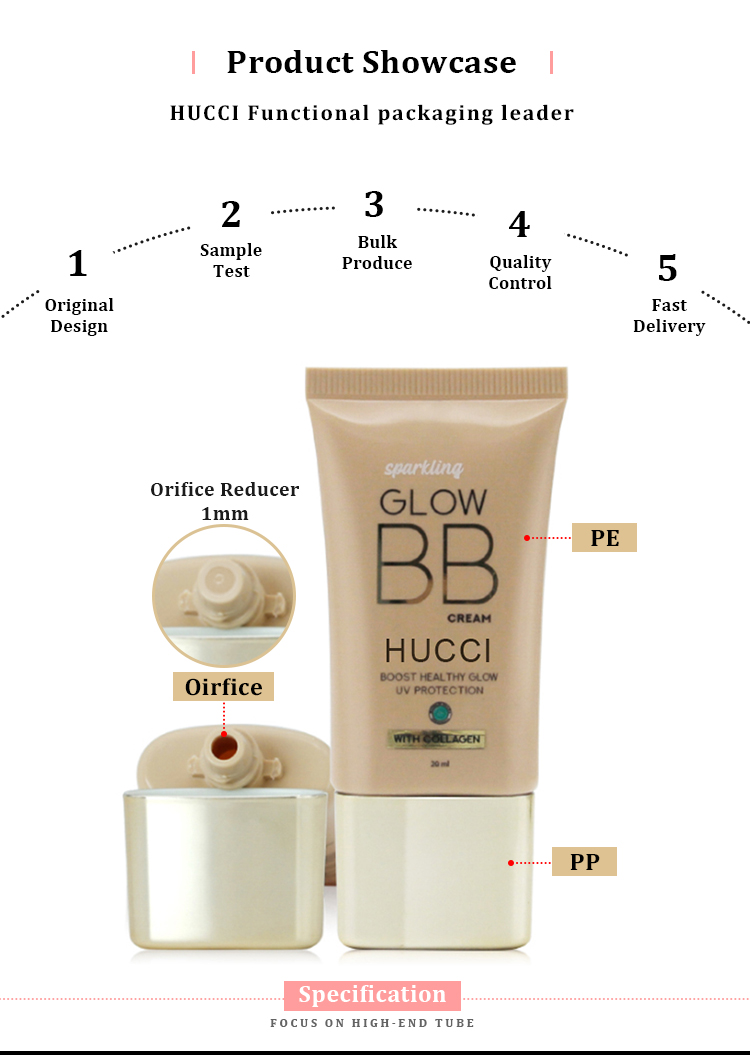 Product Showcase
HUCCI Functional packaging leader
1
Original
Design
2
Sample
Test
3
Bulk
Produce
4
Quality
Control
5
Fast
Delivery
Orifice Reducer
1mm
Oirfice
sparkling
GLOW
BB
CREAM
HUCCI
BOOST HEALTHY GLOW
UV PROTECTION
WITH COLLAGEN
30 ml
PE
PP
Specification
FOCUS ON HIGH-END TUBE